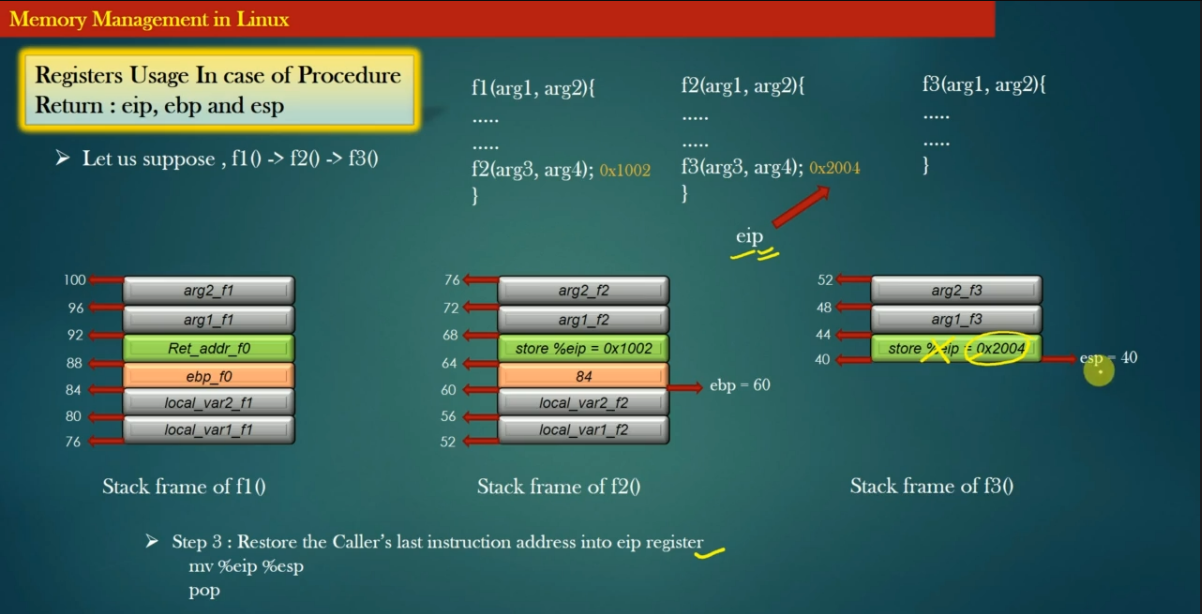 Memory Management in Linux
Registers Usage In case of Procedure
Return : eip, ebp and esp
➤ Let us suppose , f1() -> f2() -> f3()
f1(arg1, arg2){
.....
.....
f2(arg3, arg4); 0x1002
}
f2(arg1, arg2){
.....
.....
f3(arg3, arg4); 0x2004
}
f3(arg1, arg2){
.....
.....
}
eip
100
arg2_f1
96
arg1_f1
92
Ret_addr_f0
88
ebp_f0
84
local_var2_f1
80
local_var1_f1
76
Stack frame of f1()
76
arg2_f2
72
arg1_f2
68
store %eip = 0x1002
64
84
60
ebp = 60
local_var2_f2
56
local_var1_f2
52
Stack frame of f2()
52
arg2_f3
48
arg1_f3
44
store %eip = 0x2004
40
esp = 40
Stack frame of f3()
➤ Step 3 : Restore the Caller's last instruction address into eip register
mv %eip %esp
pop